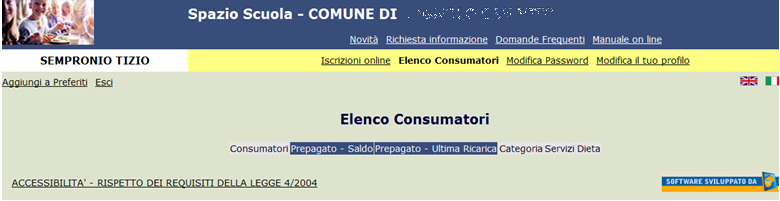 Spazio Scuola - COMUNE DI
Novità Richiesta informazione Domande Frequenti Manuale on line
SEMPRONIO TIZIO
Iscrizioni online Elenco Consumatori Modifica Password Modifica il tuo profilo
Aggiungi a Preferiti Esci
Elenco Consumatori
Consumatori Prepagato - Saldo Prepagato - Ultima Ricarica Categoria Servizi Dieta
ACCESSIBILITA' - RISPETTO DEI REQUISITI DELLA LEGGE 4/2004
SOFTWARE SVILUPPATO DA